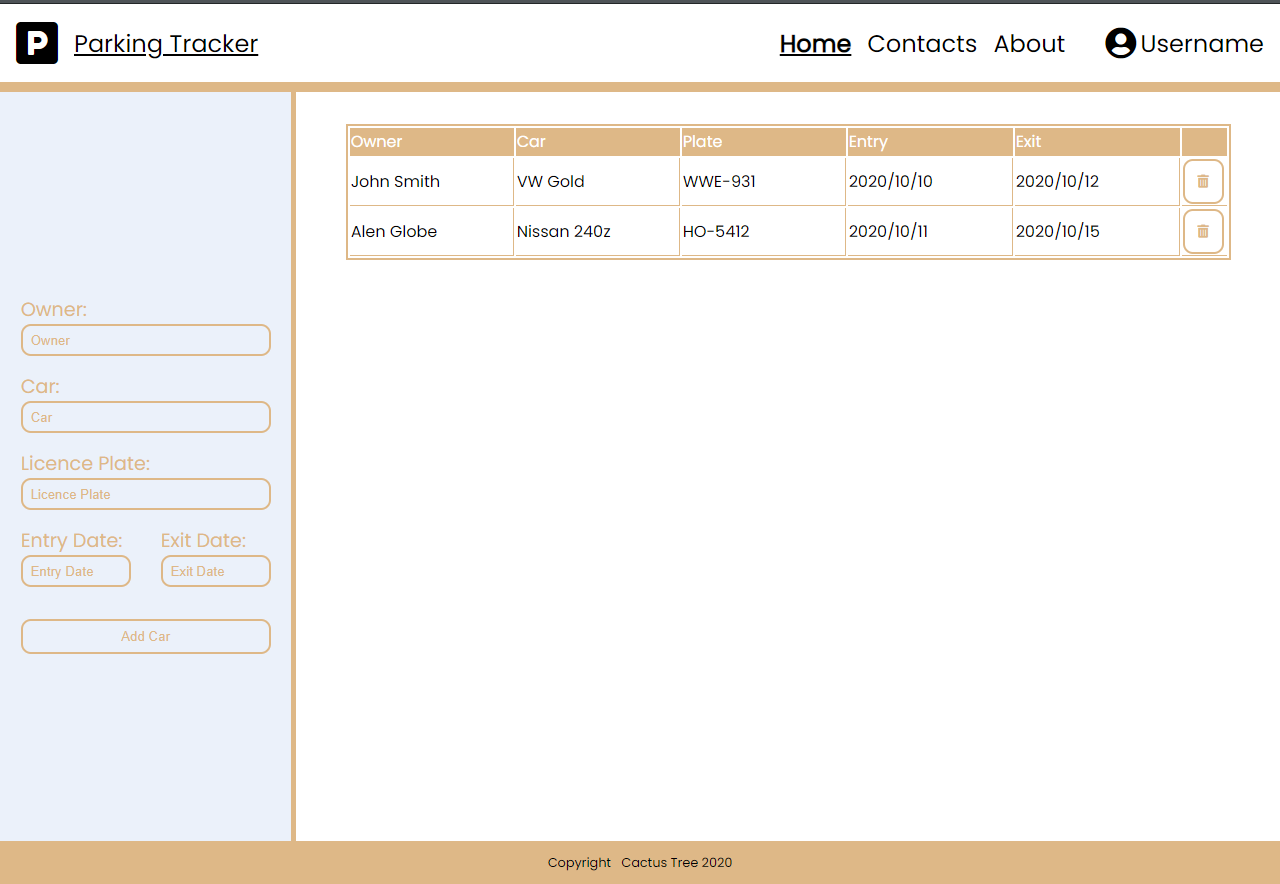 P Parking Tracker Home Contacts About Username
Owner Car Plate Entry Exit
John Smith VW Gold WWE-931 2020/10/10 2020/10/12
Alen Globe Nissan 240z HO-5412 2020/10/11 2020/10/15
Owner:
Owner
Car:
Car
Licence Plate:
Licence Plate
Entry Date: Exit Date:
Entry Date Exit Date
Add Car
Copyright Cactus Tree 2020